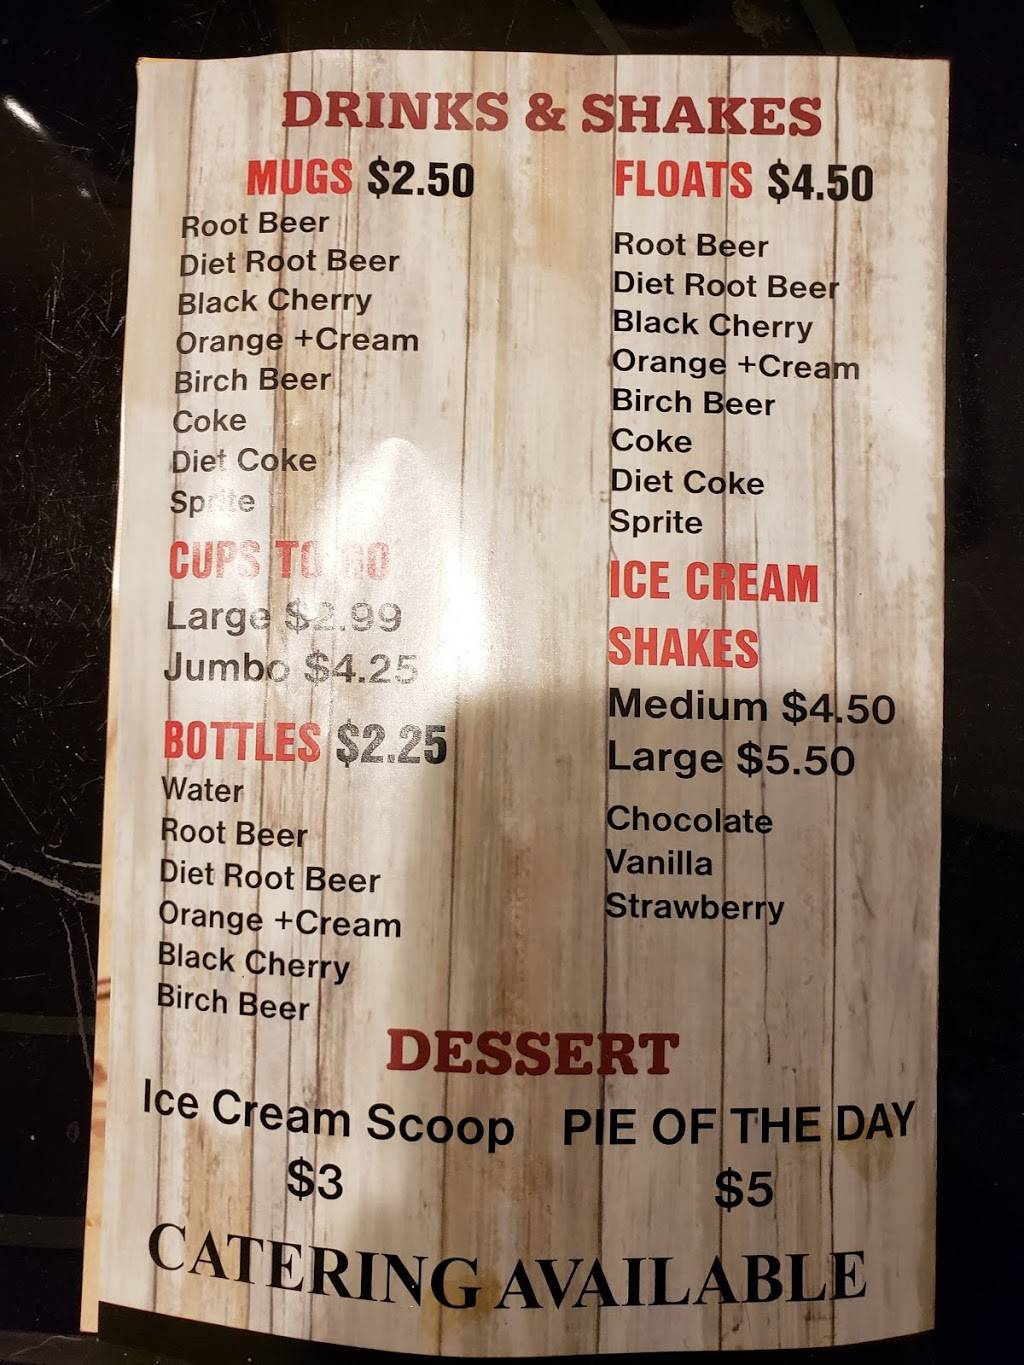 DRINKS & SHAKES
MUGS $2.50
Root Beer
Diet Root Beer
Black Cherry
Orange +Cream
Birch Beer
Coke
Diet Coke
Sprite
CUPS TO GO
Large $2.99
Jumbo $4.25
BOTTLES $2.25
Water
Root Beer
Diet Root Beer
Orange +Cream
Black Cherry
Birch Beer
FLOATS $4.50
Root Beer
Diet Root Beer
Black Cherry
Orange +Cream
Birch Beer
Coke
Diet Coke
Sprite
ICE CREAM
SHAKES
Medium $4.50
Large $5.50
Chocolate
Vanilla
Strawberry
DESSERT
Ice Cream Scoop
$3
PIE OF THE DAY
$5
CATERING AVAILABLE